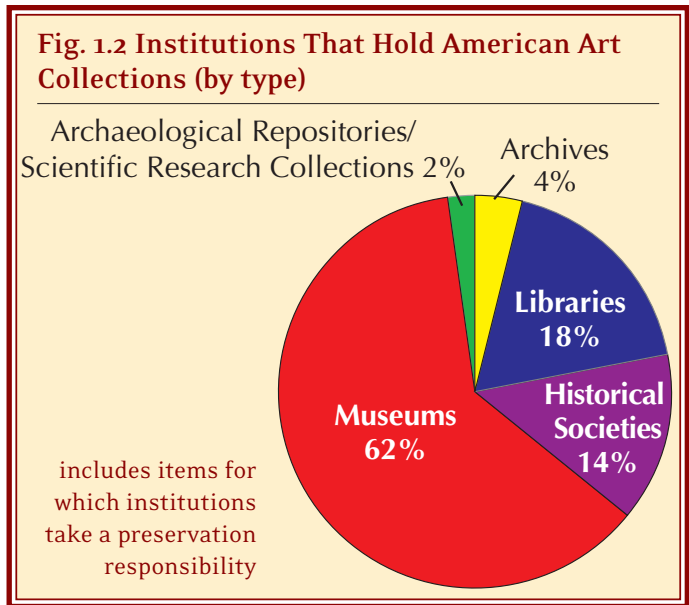 Fig. 1.2 Institutions That Hold American Art
Collections (by type)
Archaeological Repositories/
Scientific Research Collections 2%
Archives
4%
Libraries
18%
Historical
Societies
14%
Museums
62%
includes items for
which institutions
take a preservation
responsibility